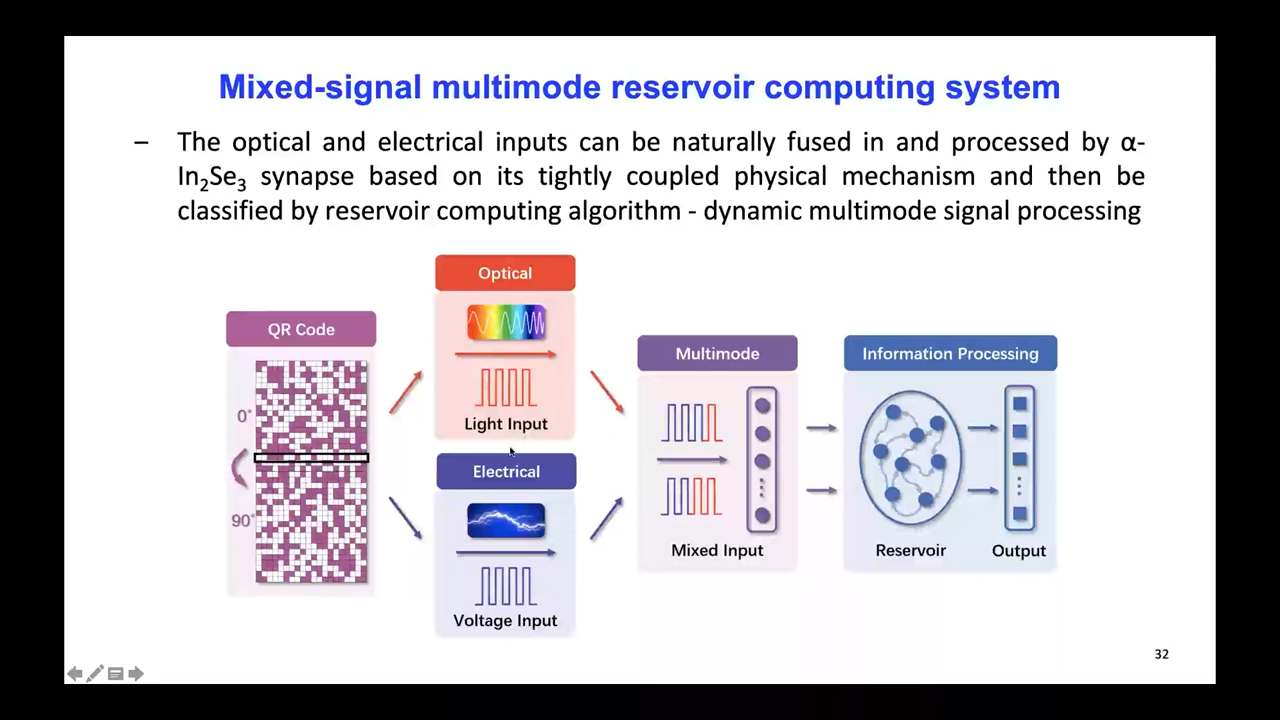 Mixed-signal multimode reservoir computing system
– The optical and electrical inputs can be naturally fused in and processed by α-
In₂Se₃ synapse based on its tightly coupled physical mechanism and then be
classified by reservoir computing algorithm - dynamic multimode signal processing
QR Code
0°
90°
Optical
Light Input
Electrical
Voltage Input
Multimode
Mixed Input
Information Processing
Reservoir
Output
32